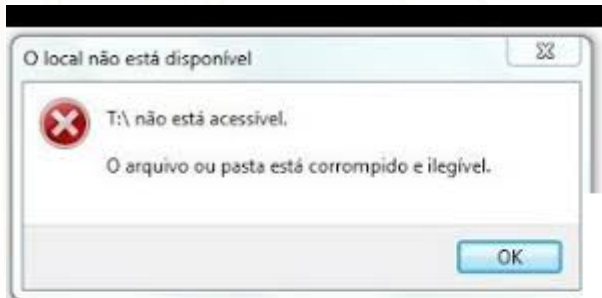 O local não está disponível
T:\ não está acessível.
O arquivo ou pasta está corrompido e ilegível.
OK